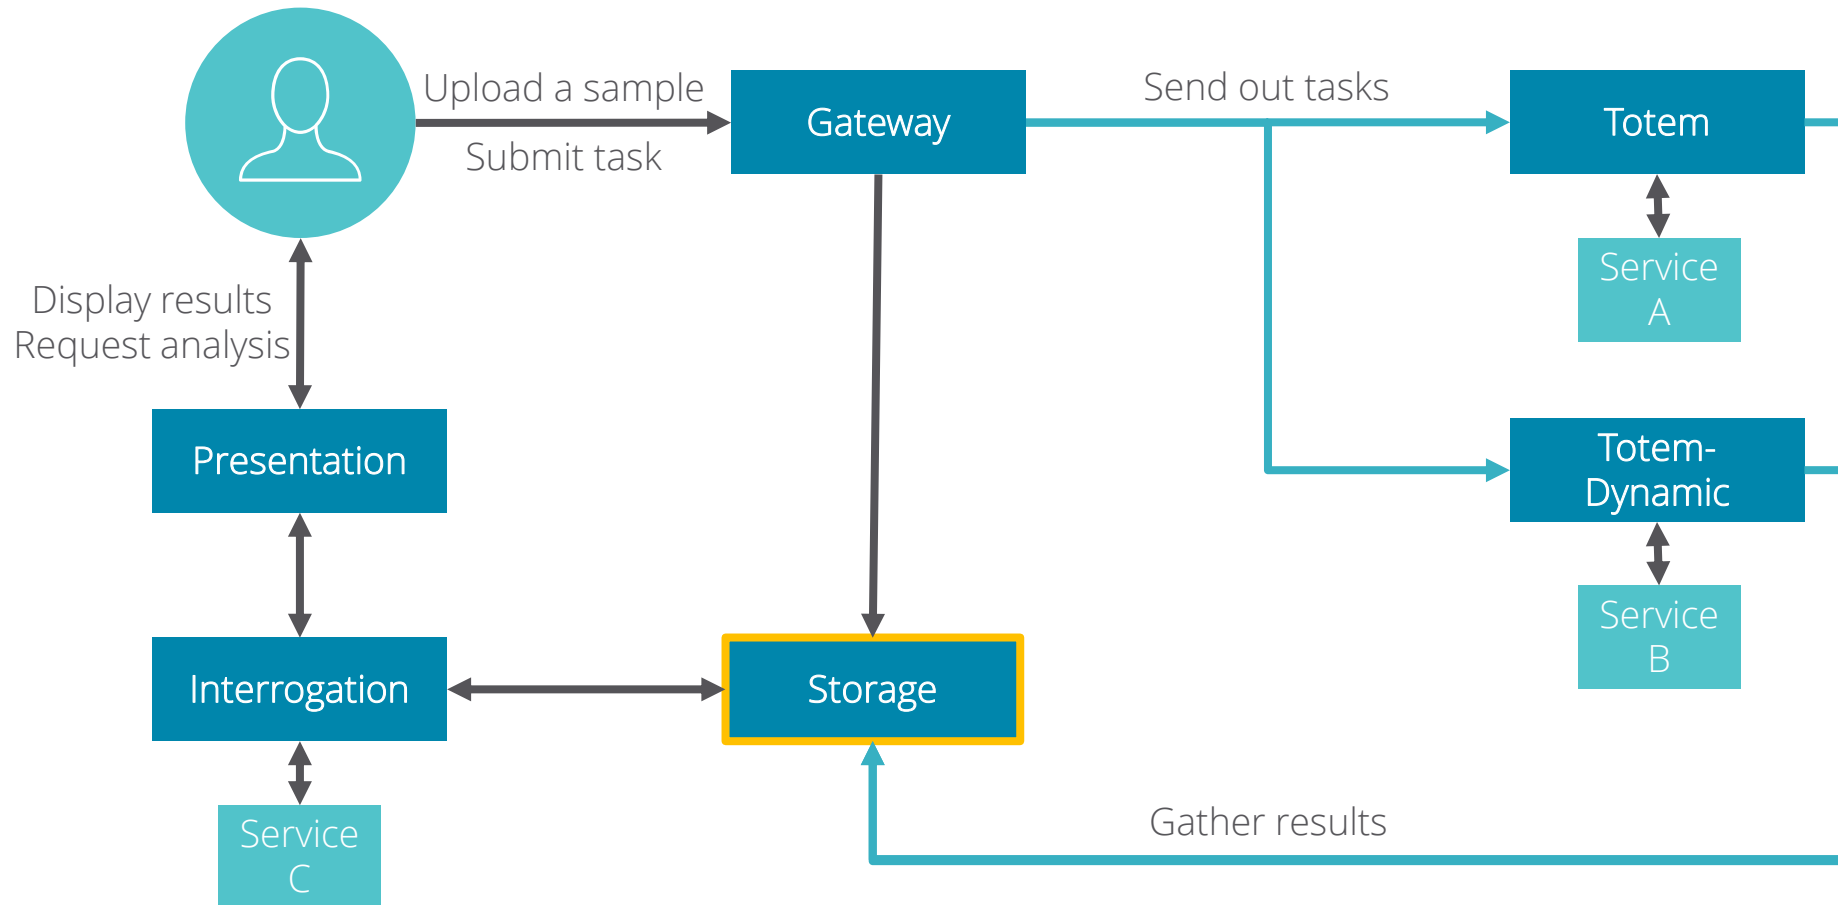 Upload a sample
Submit task
Gateway
Send out tasks
Totem
Service
A
Display results
Request analysis
Presentation
Totem-
Dynamic
Service
B
Interrogation
Storage
Service
C
Gather results